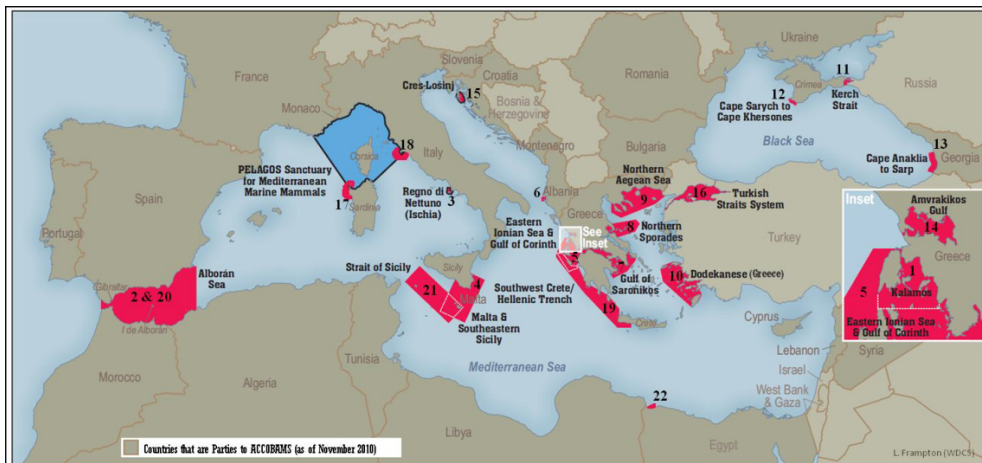 Ukraine
11
Slovenia
Croatia
Romania
Crimea
Russia
France
Cres-Lošinj
15
12
Kerch
Strait
Cape Sarych to
Cape Khersones
Monaco
Bosnia &
Herzegovina
Black Sea
13
Montenegro
Bulgaria
18
Italy
Corsica
Cape Anaklia
to Sarp
Georgia
PELAGOS Sanctuary
for Mediterranean
Marine Mammals
Northern
Aegean Sea
Spain
17
Sardinia
Regno di
Nettuno
(Ischia)
3
6
Albania
9
16
Turkish
Straits System
Inset
Amvrakikos
Gulf
14
Greece
Portugal
Eastern
Ionian Sea &
Gulf of Corinth
Greece
See
Inset
8
Northern
Sporades
Turkey
Greece
1
5
Kalamos
Eastern Ionian Sea
& Gulf of Corinth
Strait of Sicily
Sicily
5
Gulf of
Saronikos
10
Dodekanese (Greece)
Alborán
Sea
Gibraltar
2 & 20
I de Alborán
21
4
Malta
Southwest Crete/
Hellenic Trench
19
Crete
Malta &
Southeastern
Sicily
Cyprus
Syria
Lebanon
Israel
West Bank
& Gaza
Mediterranean Sea
Morocco
Algeria
Tunisia
22
Libya
Egypt
Countries that are Parties to ACCOBAMS (as of November 2010)
L. Frampton (WDCS)